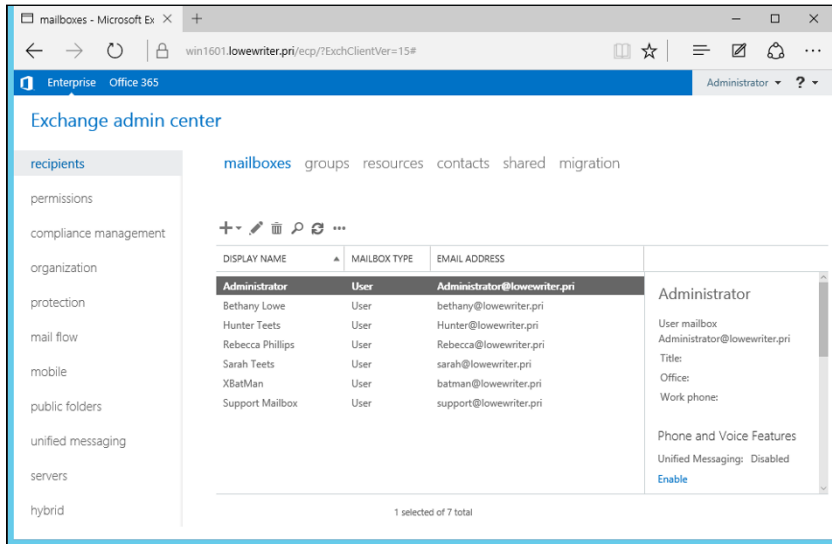 mailboxes - Microsoft Ex
win1601.lowewriter.pri/ecp/?ExchClientVer=15#
Enterprise Office 365 Administrator ?
Exchange admin center
recipients
permissions
compliance management
organization
protection
mail flow
mobile
public folders
unified messaging
servers
hybrid
mailboxes groups resources contacts shared migration
DISPLAY NAME MAILBOX TYPE EMAIL ADDRESS
Administrator User Administrator@lowewriter.pri
Bethany Lowe User bethany@lowewriter.pri
Hunter Teets User Hunter@lowewriter.pri
Rebecca Phillips User Rebecca@lowewriter.pri
Sarah Teets User sarah@lowewriter.pri
XBatMan User batman@lowewriter.pri
Support Mailbox User support@lowewriter.pri
1 selected of 7 total
Administrator
User mailbox
Administrator@lowewriter.pri
Title:
Office:
Work phone:
Phone and Voice Features
Unified Messaging: Disabled
Enable